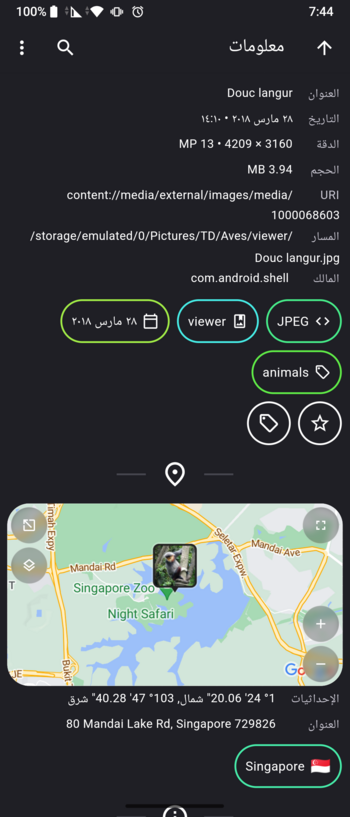 100% 7:44
معلومات
العنوان Douc langur
التاريخ ٢٨ مارس ٢٠١٨ • ١٤:١٠
الدقة 13 MP • 4209 × 3160
الحجم 3.94 MB
URI content://media/external/images/media/
1000068603
المسار /storage/emulated/0/Pictures/TD/Aves/viewer/
Douc langur.jpg
المالك com.android.shell
JPEG viewer ٢٨ مارس ٢٠١٨
animals
Timah Expy
Seletar Expy
Mandai Ave
Mandai Rd
T
Singapore Zoo
Night Safari
JE
Bukit
Go
الإحداثيات 1° 24' 20.06" شمال, 103° 47' 40.28" شرق
العنوان 80 Mandai Lake Rd, Singapore 729826
Singapore